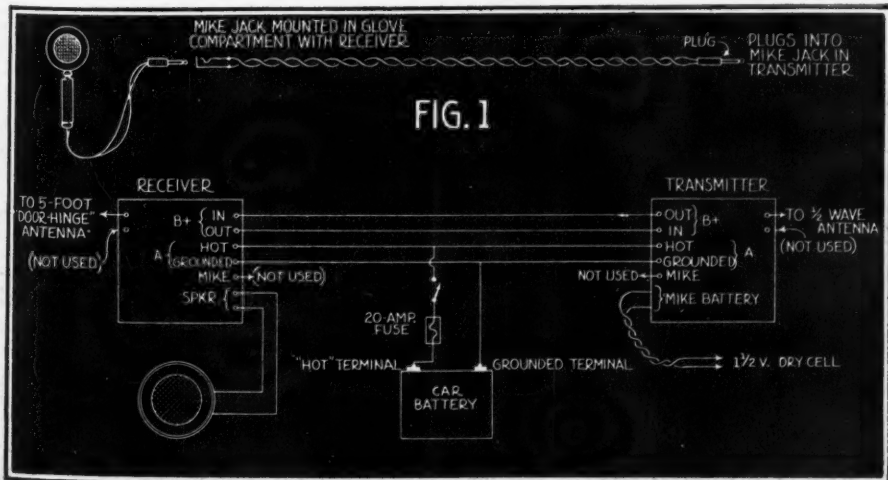 MIKE JACK MOUNTED IN GLOVE
COMPARTMENT WITH RECEIVER
PLUG
PLUGS INTO
MIKE JACK IN
TRANSMITTER
FIG. 1
RECEIVER
TO 5-FOOT
"DOOR-HINGE"
ANTENNA
(NOT USED)
B+ { IN
OUT
A { HOT
GROUNDED
MIKE
(NOT USED)
SPKR {
20-AMP.
FUSE
"HOT" TERMINAL
GROUNDED TERMINAL
CAR
BATTERY
TRANSMITTER
OUT } B+
IN
HOT } A
GROUNDED
NOT USED
MIKE
} MIKE BATTERY
TO 1/2 WAVE
ANTENNA
(NOT USED)
1 1/2 V. DRY CELL